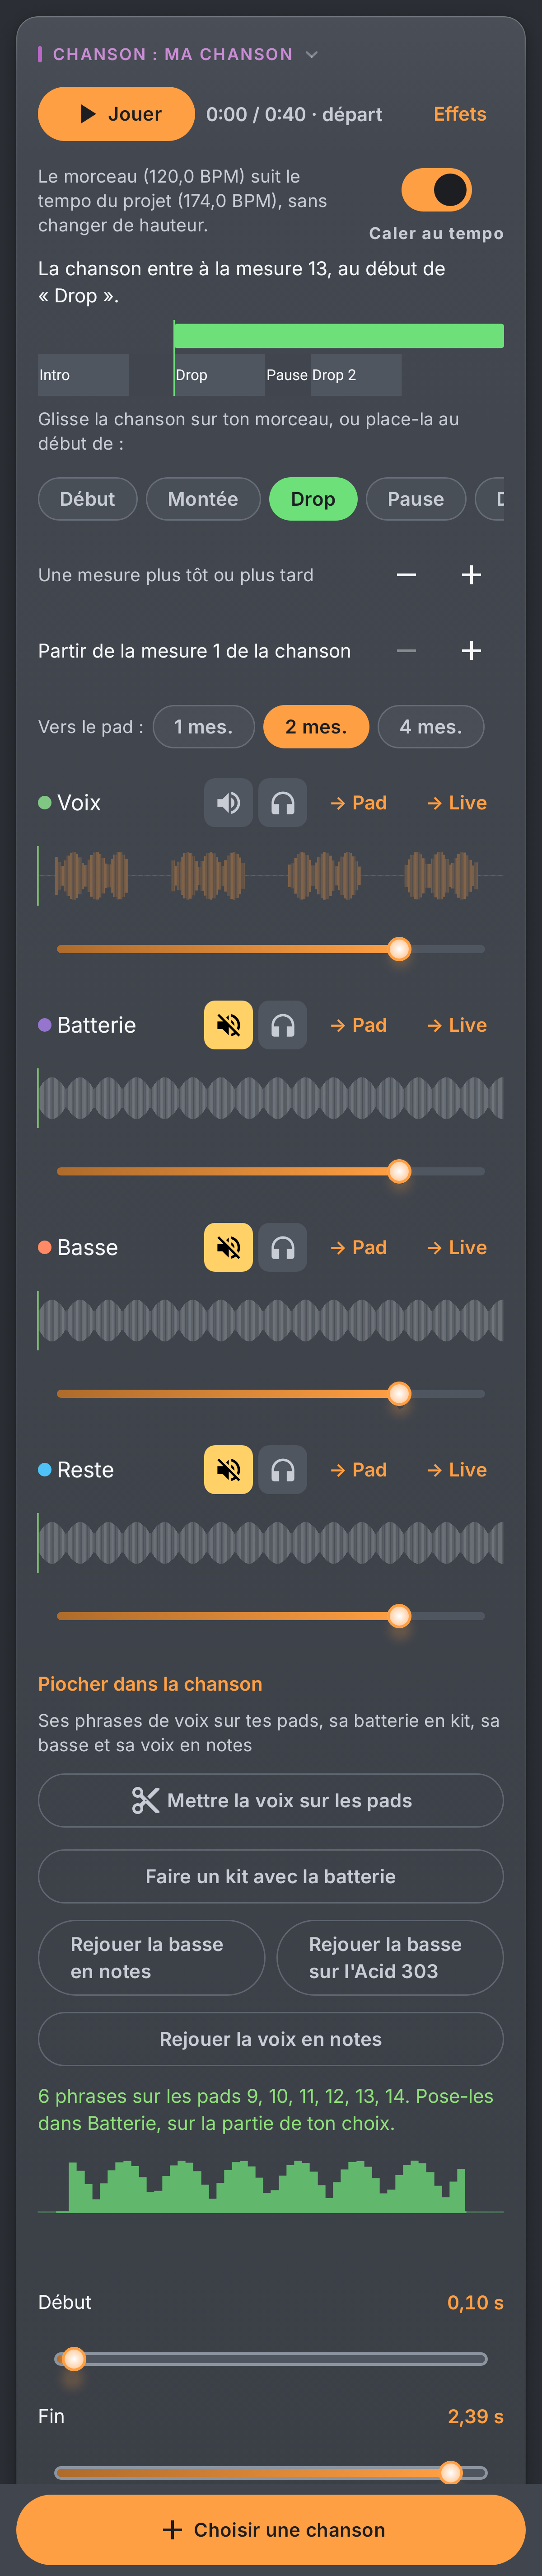 CHANSON : MA CHANSON
Jouer
0:00 / 0:40 · départ
Effets
Le morceau (120,0 BPM) suit le
tempo du projet (174,0 BPM), sans
changer de hauteur.
Caler au tempo
La chanson entre à la mesure 13, au début de
« Drop ».
Intro
Drop
Pause
Drop 2
Glisse la chanson sur ton morceau, ou place-la au
début de :
Début
Montée
Drop
Pause
Une mesure plus tôt ou plus tard
Partir de la mesure 1 de la chanson
Vers le pad :
1 mes.
2 mes.
4 mes.
Voix
→ Pad
→ Live
Batterie
→ Pad
→ Live
Basse
→ Pad
→ Live
Reste
→ Pad
→ Live
Piocher dans la chanson
Ses phrases de voix sur tes pads, sa batterie en kit, sa
basse et sa voix en notes
Mettre la voix sur les pads
Faire un kit avec la batterie
Rejouer la basse
en notes
Rejouer la basse
sur l'Acid 303
Rejouer la voix en notes
6 phrases sur les pads 9, 10, 11, 12, 13, 14. Pose-les
dans Batterie, sur la partie de ton choix.
Début
0,10 s
Fin
2,39 s
Choisir une chanson